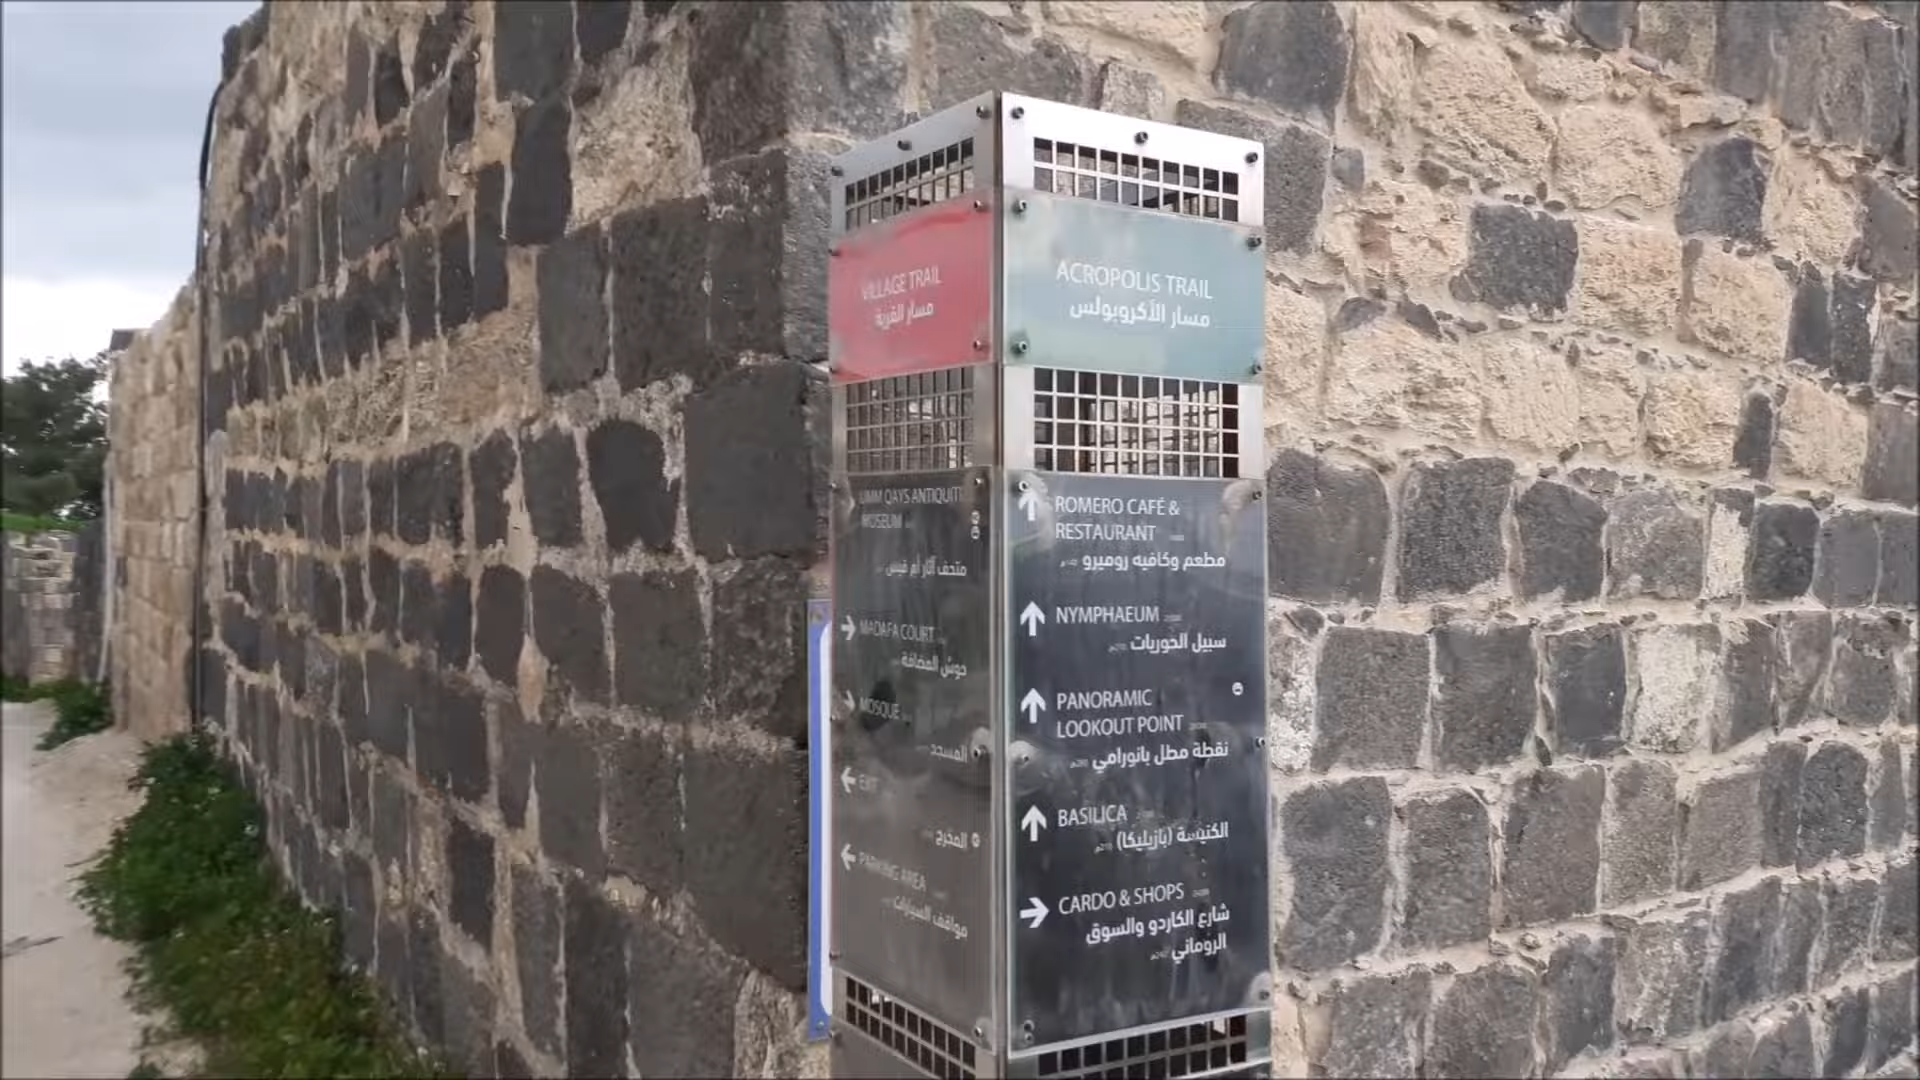 VILLAGE TRAIL
مسار القرية
UMM QAYS ANTIQUITI
MUSEUM
متحف آثار أم قيس
MADAFA COURT
حوش المضافة
MOSQUE
المسجد
EXIT
المخرج
PARKING AREA
مواقف السيارات
ACROPOLIS TRAIL
مسار الأكروبولس
ROMERO CAFÉ &
RESTAURANT
مطعم وكافيه روميرو
NYMPHAEUM
سبيل الحوريات
PANORAMIC
LOOKOUT POINT
نقطة مطل بانورامي
BASILICA
الكنيسة (بازيليكا)
CARDO & SHOPS
شارع الكاردو والسوق
الروماني